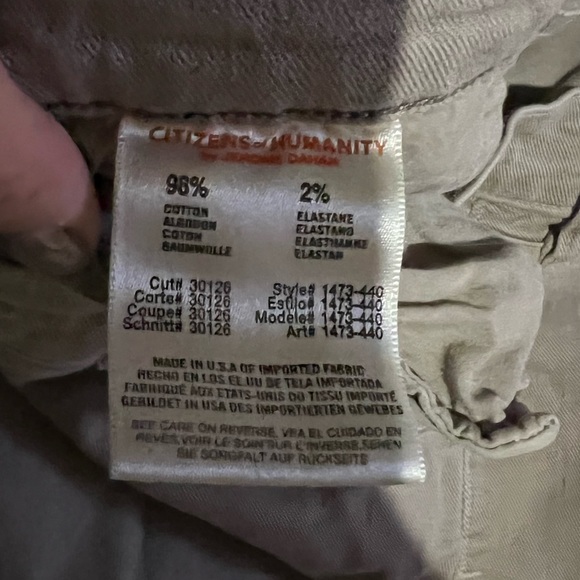 CITIZENS of HUMANITY
by JEROME DAHAN
98% 2%
COTTON ELASTANE
ALGODON ELASTANO
COTON ELASTHANNE
BAUMWOLLE ELASTAN
Cut# 30126 Style# 1473-440
Corte# 30126 Estilo# 1473-440
Coupe# 30126 Modele# 1473-440
Schnitt# 30126 Art# 1473-440
MADE IN U.S.A OF IMPORTED FABRIC
HECHO EN LOS EE.UU DE TELA IMPORTADA
FABRIQUÉ AUX ETATS-UNIS DU TISSU IMPORTÉ
GEBILDET IN USA DES IMPORTIERTEN GEWEBES
SEE CARE ON REVERSE, VEA EL CUIDADO EN
REVÉS, VOIR LE SOIN SUR L'INVERSE, SEHEN
SIE SORGFALT AUF RÜCKSEITE